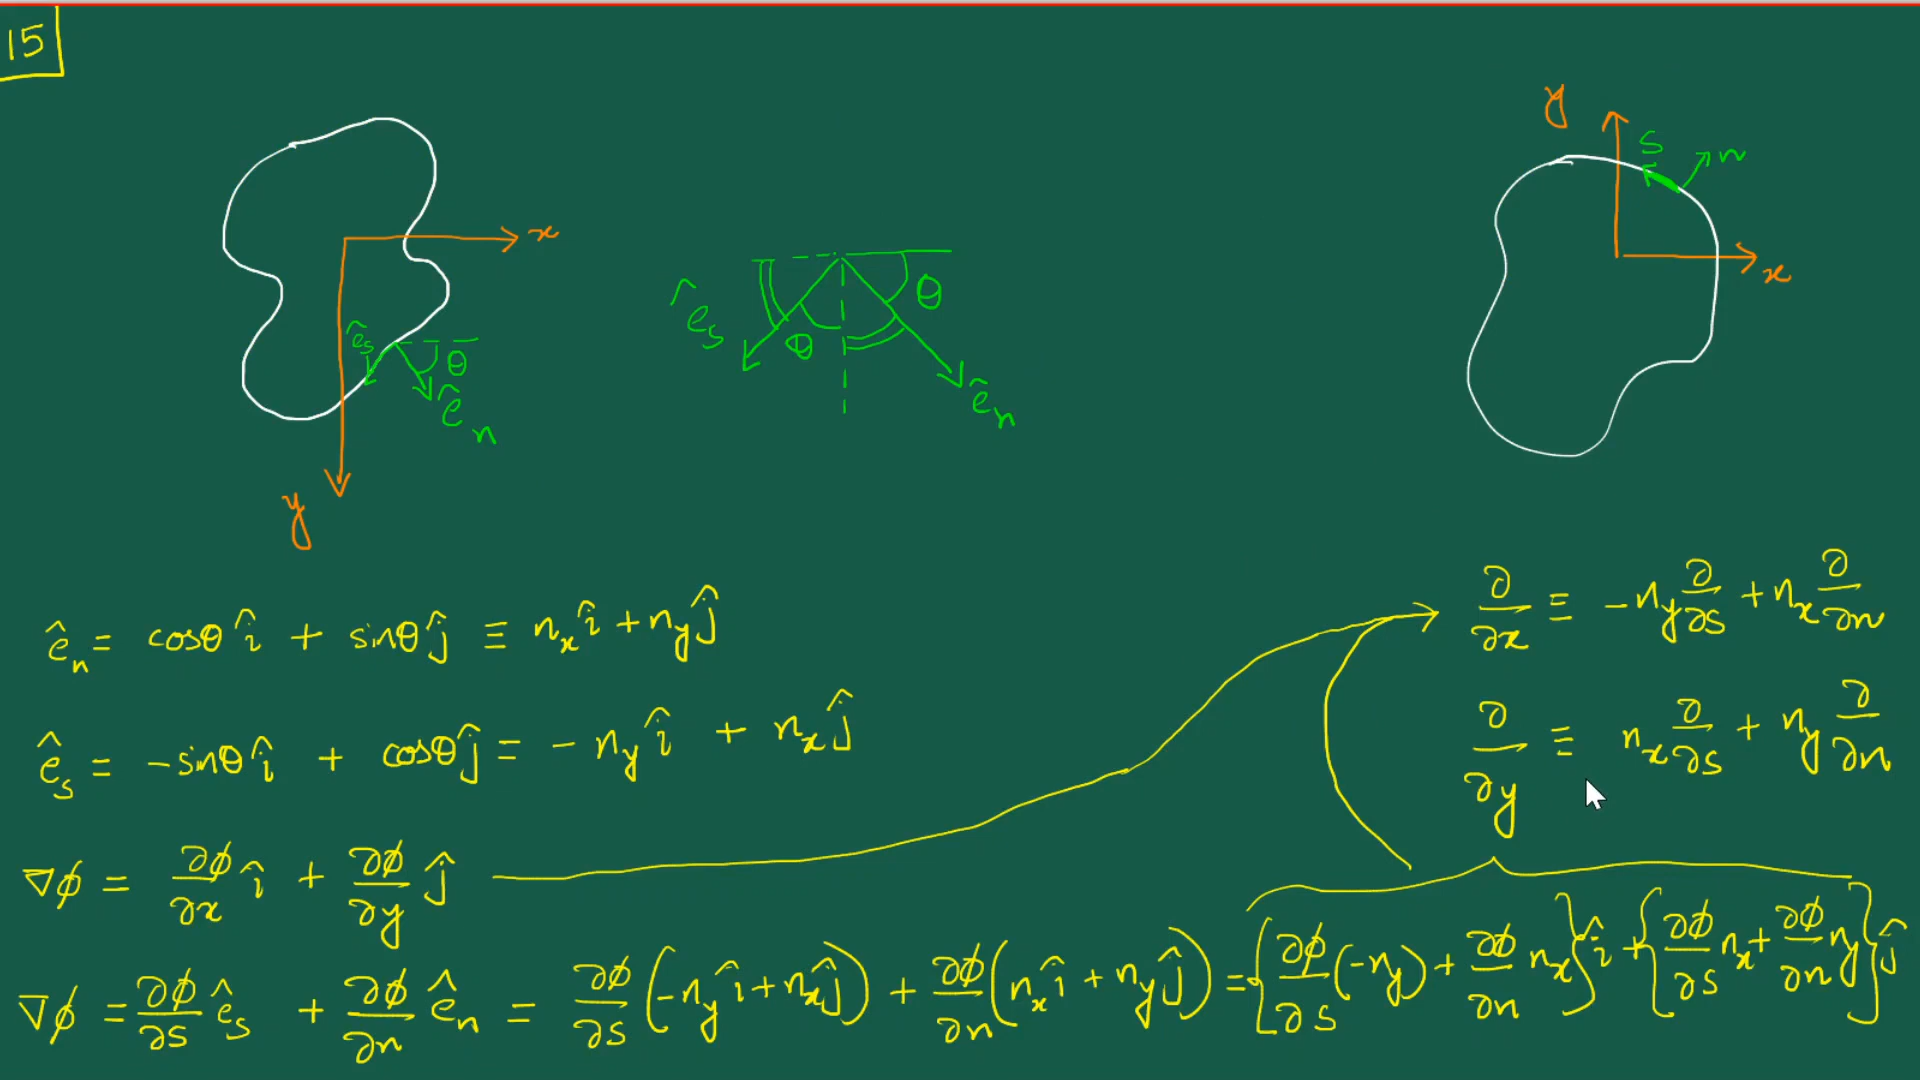 15
y
s
n
x
x
θ
ê_s
θ
ê_n
ê_s
θ
ê_n
x
y
ê_n = cosθ î + sinθ ĵ ≡ n_x î + n_y ĵ
∂/∂x ≡ -n_y ∂/∂s + n_x ∂/∂n
ê_s = -sinθ î + cosθ ĵ = - n_y î + n_x ĵ
∂/∂y ≡ n_x ∂/∂s + n_y ∂/∂n
∇ϕ = ∂ϕ/∂x î + ∂ϕ/∂y ĵ
∇ϕ = ∂ϕ/∂s ê_s + ∂ϕ/∂n ê_n = ∂ϕ/∂s (-n_y î + n_x ĵ) + ∂ϕ/∂n (n_x î + n_y ĵ) = {∂ϕ/∂s (-n_y) + ∂ϕ/∂n n_x} î + {∂ϕ/∂s n_x + ∂ϕ/∂n n_y} ĵ